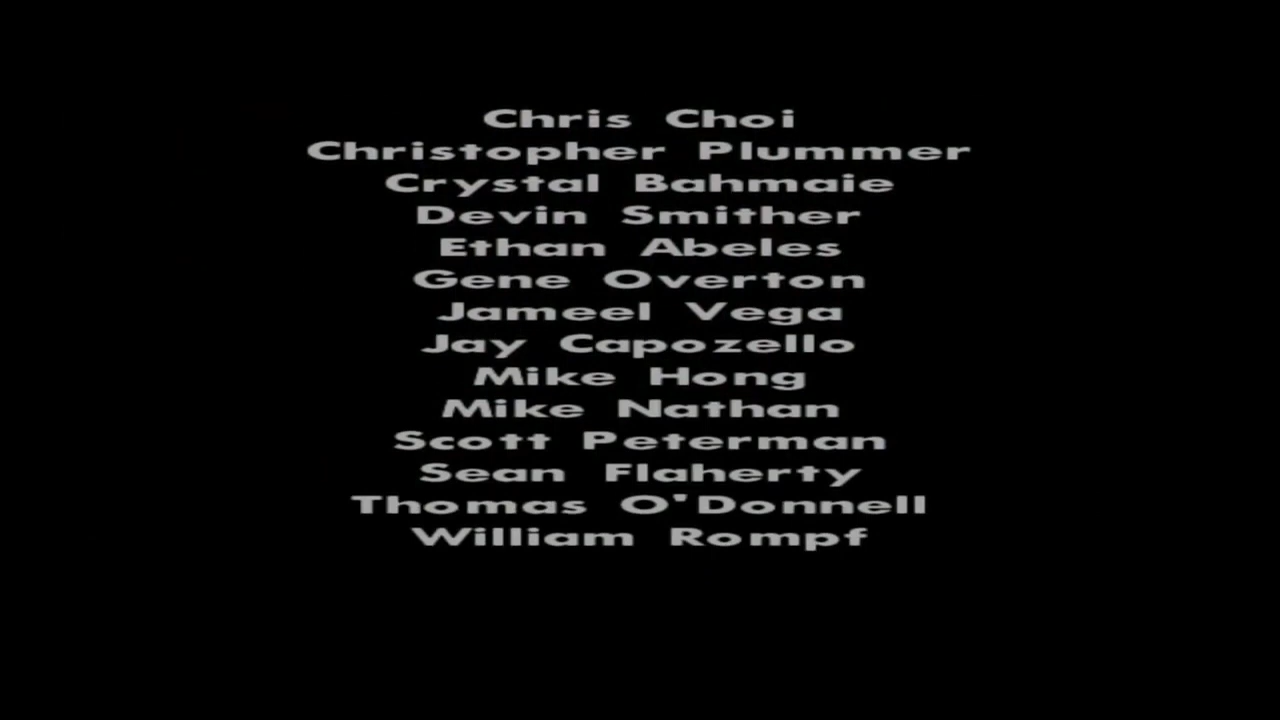 Chris Choi
Christopher Plummer
Crystal Bahmaie
Devin Smither
Ethan Abeles
Gene Overton
Jameel Vega
Jay Capozello
Mike Hong
Mike Nathan
Scott Peterman
Sean Flaherty
Thomas O'Donnell
William Rompf